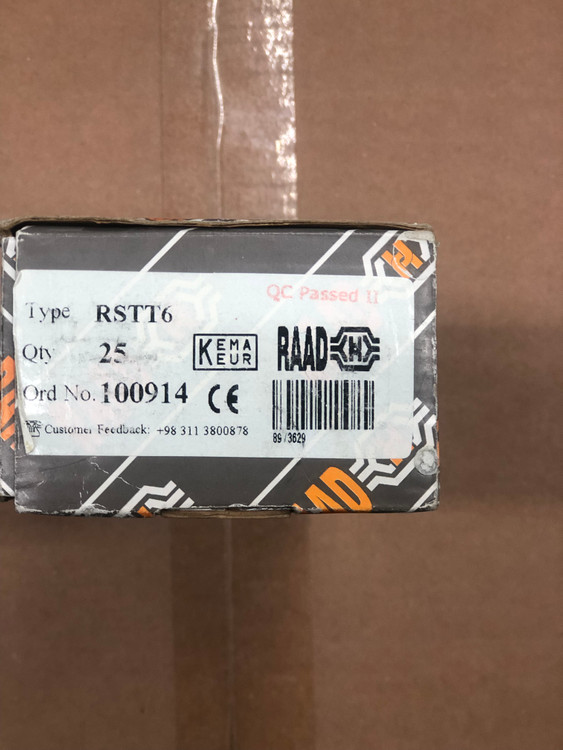 QC Passed II
Type RSTT6
Qty 25
KEMA
KEUR
RAAD H
Ord No. 100914 CE
Customer Feedback: +98 311 3800878
RAAD
H